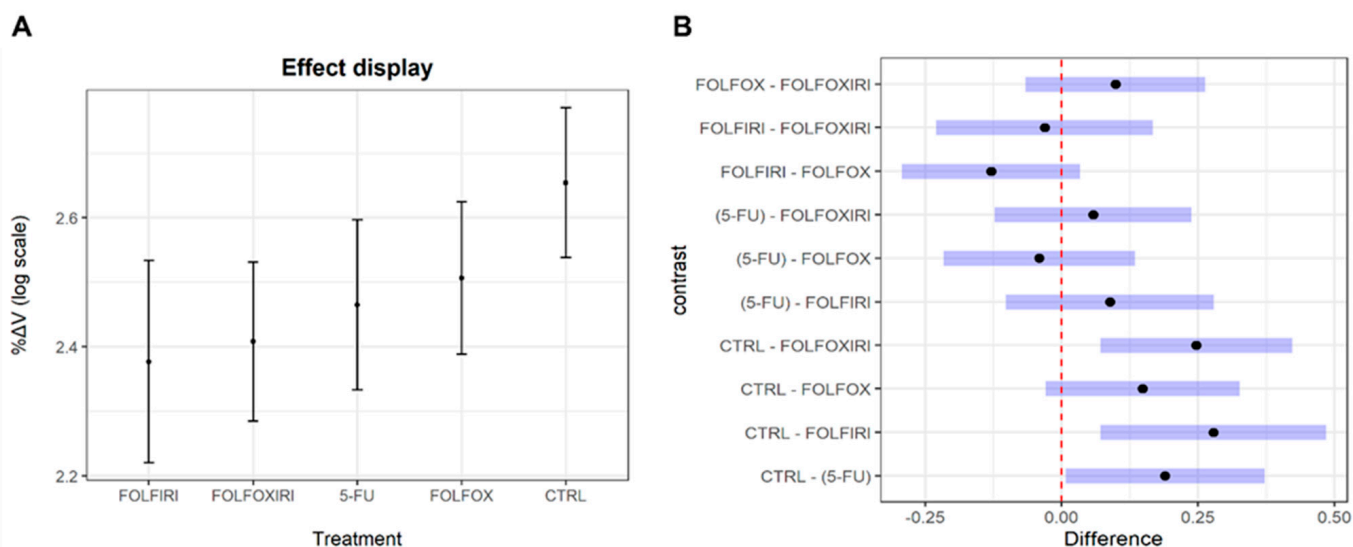 A
Effect display
%ΔV (log scale)
2.6
2.4
2.2
FOLFIRI
FOLFOXIRI
5-FU
FOLFOX
CTRL
Treatment
B
contrast
FOLFOX - FOLFOXIRI
FOLFIRI - FOLFOXIRI
FOLFIRI - FOLFOX
(5-FU) - FOLFOXIRI
(5-FU) - FOLFOX
(5-FU) - FOLFIRI
CTRL - FOLFOXIRI
CTRL - FOLFOX
CTRL - FOLFIRI
CTRL - (5-FU)
-0.25
0.00
0.25
0.50
Difference